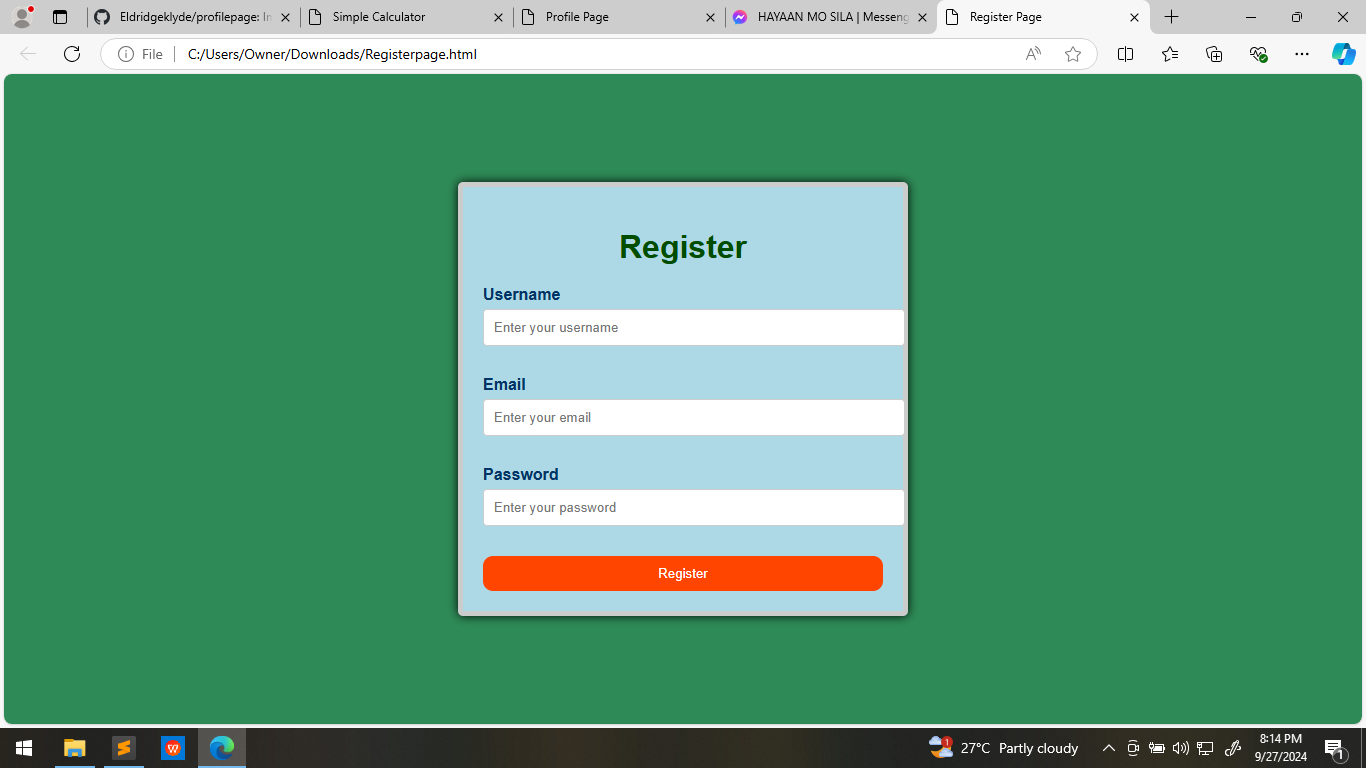 Eldridgeklyde/profilepage: In
Simple Calculator
Profile Page
HAYAAN MO SILA | Messeng
Register Page
File
C:/Users/Owner/Downloads/Registerpage.html
Register
Username
Enter your username
Email
Enter your email
Password
Enter your password
Register
1
27°C Partly cloudy
8:14 PM
9/27/2024
1